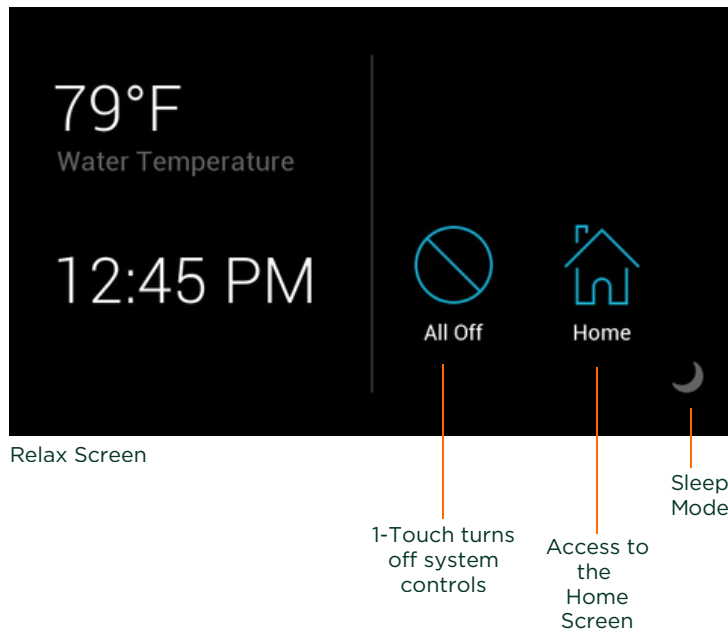 79°F
Water Temperature
12:45 PM
All Off
Home
Relax Screen
Sleep
Mode
1-Touch turns
off system
controls
Access to
the
Home
Screen